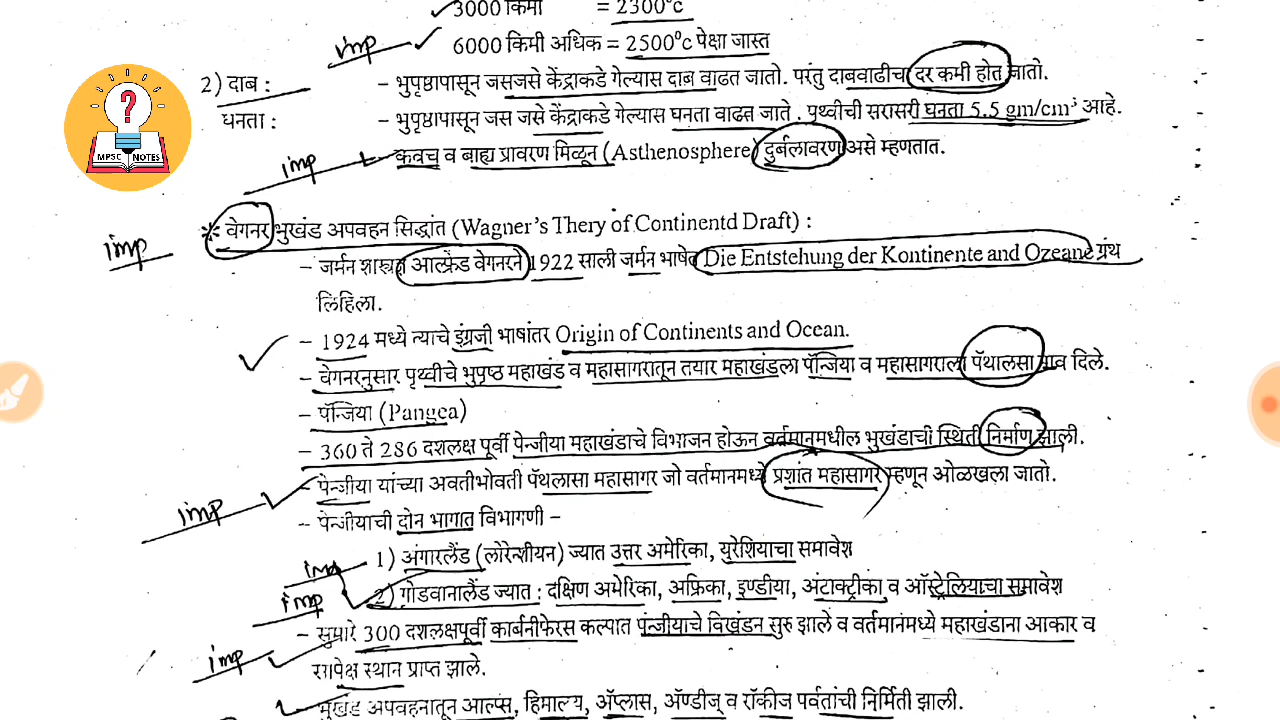 3000 किमी = 2300°c
imp 6000 किमी अधिक = 2500°c पेक्षा जास्त
2) दाब : - भुपृष्ठापासून जसजसे केंद्राकडे गेल्यास दाब वाढत जातो. परंतु दाबवाढीच दर कमी होत जातो.
घनता : - भुपृष्ठापासून जस जसे केंद्राकडे गेल्यास घनता वाढत जाते . पृथ्वीची सरासरी घनता 5.5 gm/cm³ आहे.
MPSC NOTES
imp कवच व बाह्य प्रावरण मिळून (Asthenosphere) दुर्बलावरण असे म्हणतात.
imp * वेगनर भुखंड अपवहन सिद्धांत (Wagner's Thery of Continentd Draft) :
- जर्मन शास्त्रज्ञ आल्फ्रेड वेगनरने 1922 साली जर्मन भाषेत Die Entstehung der Kontinente and Ozeane ग्रंथ
लिहिला.
- 1924 मध्ये त्याचे इंग्रजी भाषांतर Origin of Continents and Ocean.
- वेगनरनुसार पृथ्वीचे भुपृष्ठ महाखंड व महासागरातून तयार महाखंडला पॅन्जिया व महासागराला पॅथालसा नाव दिले.
- पॅन्जिया (Pangea)
- 360 ते 286 दशलक्ष पूर्वी पेन्जीया महाखंडाचे विभाजन होऊन वर्तमानमधील भुखंडाची स्थिती निर्माण झाली.
imp - पेन्जीया यांच्या अवतीभोवती पॅथलासा महासागर जो वर्तमानमध्ये प्रशांत महासागर म्हणून ओळखला जातो.
- पेन्जीयाची दोन भागात विभागणी –
imp 1) अंगारलैंड (लोरेन्शीयन) ज्यात उत्तर अमेरिका, युरेशियाचा समावेश
imp 2) गोडवानालैंड ज्यात : दक्षिण अमेरिका, अफ्रिका, इण्डीया, अंटाक्ट्रीका व ऑस्ट्रेलियाचा समावेश
- सुमारे 300 दशलक्षपूर्वी कार्बनीफेरस कल्पात पॅन्जीयाचे विखंडन सुरु झाले व वर्तमानंमध्ये महाखंडाना आकार व
imp सापेक्ष स्थान प्राप्त झाले.
भुखंड अपवहनातून आल्प्स, हिमाल्य, अॅप्लास, अॅण्डीज् व रॉकीज पर्वतांची निर्मिती झाली.